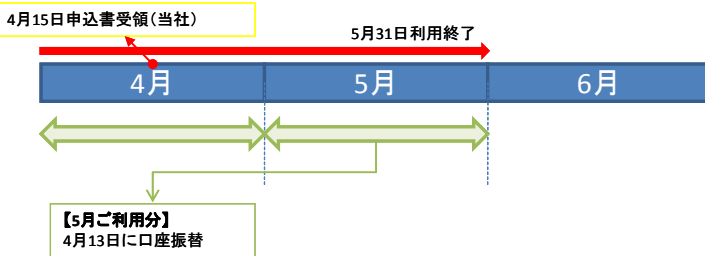 4月15日申込書受領（当社）
5月31日利用終了
4月
5月
6月
【5月ご利用分】
4月13日に口座振替